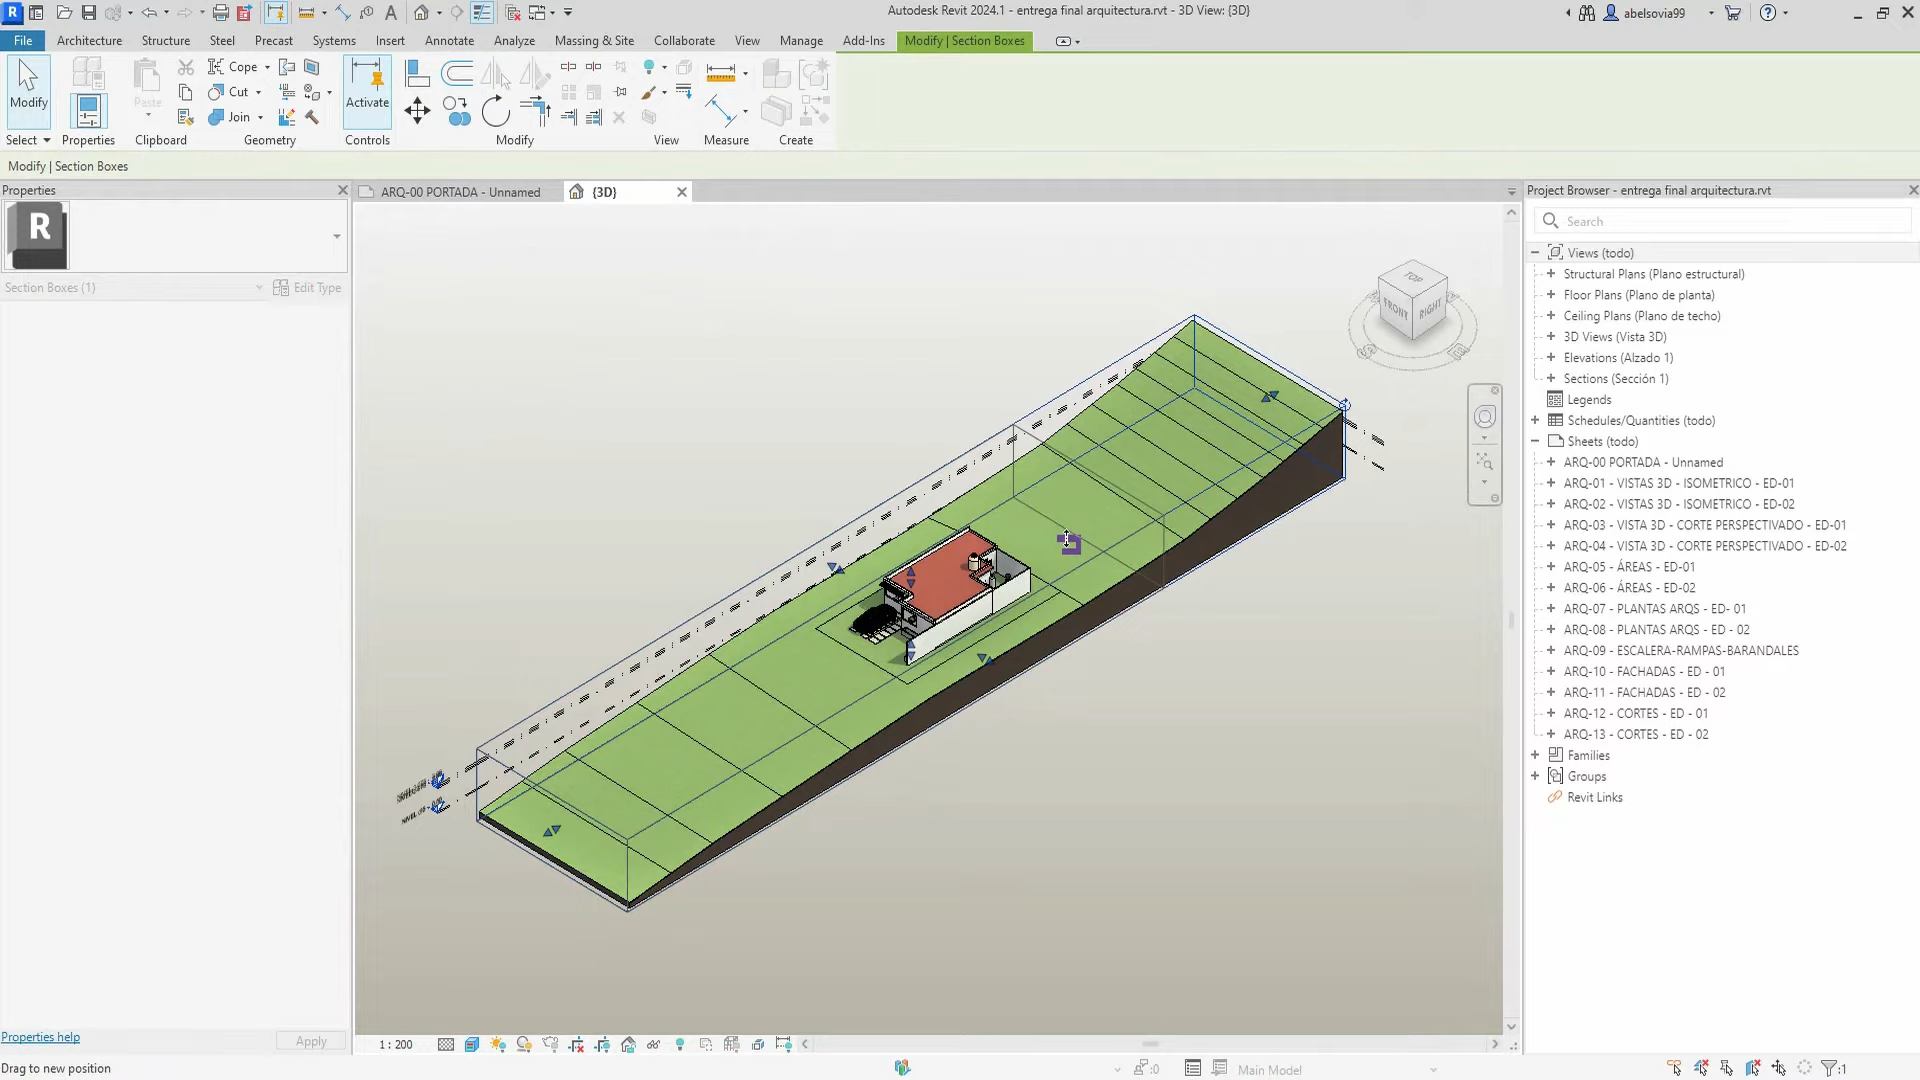 Autodesk Revit 2024.1 - entrega final arquitectura.rvt - 3D View: {3D}
abelsovia99
File
Architecture
Structure
Steel
Precast
Systems
Insert
Annotate
Analyze
Massing & Site
Collaborate
View
Manage
Add-Ins
Modify | Section Boxes
Modify
Paste
Cope
Cut
Join
Activate
Select
Properties
Clipboard
Geometry
Controls
Modify
View
Measure
Create
Modify | Section Boxes
Properties
R
Section Boxes (1)
Edit Type
Properties help
Apply
ARQ-00 PORTADA - Unnamed
{3D}
TOP
FRONT
RIGHT
1 : 200
Project Browser - entrega final arquitectura.rvt
Search
Views (todo)
Structural Plans (Plano estructural)
Floor Plans (Plano de planta)
Ceiling Plans (Plano de techo)
3D Views (Vista 3D)
Elevations (Alzado 1)
Sections (Sección 1)
Legends
Schedules/Quantities (todo)
Sheets (todo)
ARQ-00 PORTADA - Unnamed
ARQ-01 - VISTAS 3D - ISOMETRICO - ED-01
ARQ-02 - VISTAS 3D - ISOMETRICO - ED-02
ARQ-03 - VISTA 3D - CORTE PERSPECTIVADO - ED-01
ARQ-04 - VISTA 3D - CORTE PERSPECTIVADO - ED-02
ARQ-05 - ÁREAS - ED-01
ARQ-06 - ÁREAS - ED-02
ARQ-07 - PLANTAS ARQS - ED- 01
ARQ-08 - PLANTAS ARQS - ED - 02
ARQ-09 - ESCALERA-RAMPAS-BARANDALES
ARQ-10 - FACHADAS - ED - 01
ARQ-11 - FACHADAS - ED - 02
ARQ-12 - CORTES - ED - 01
ARQ-13 - CORTES - ED - 02
Families
Groups
Revit Links
Drag to new position
:0
Main Model
:1